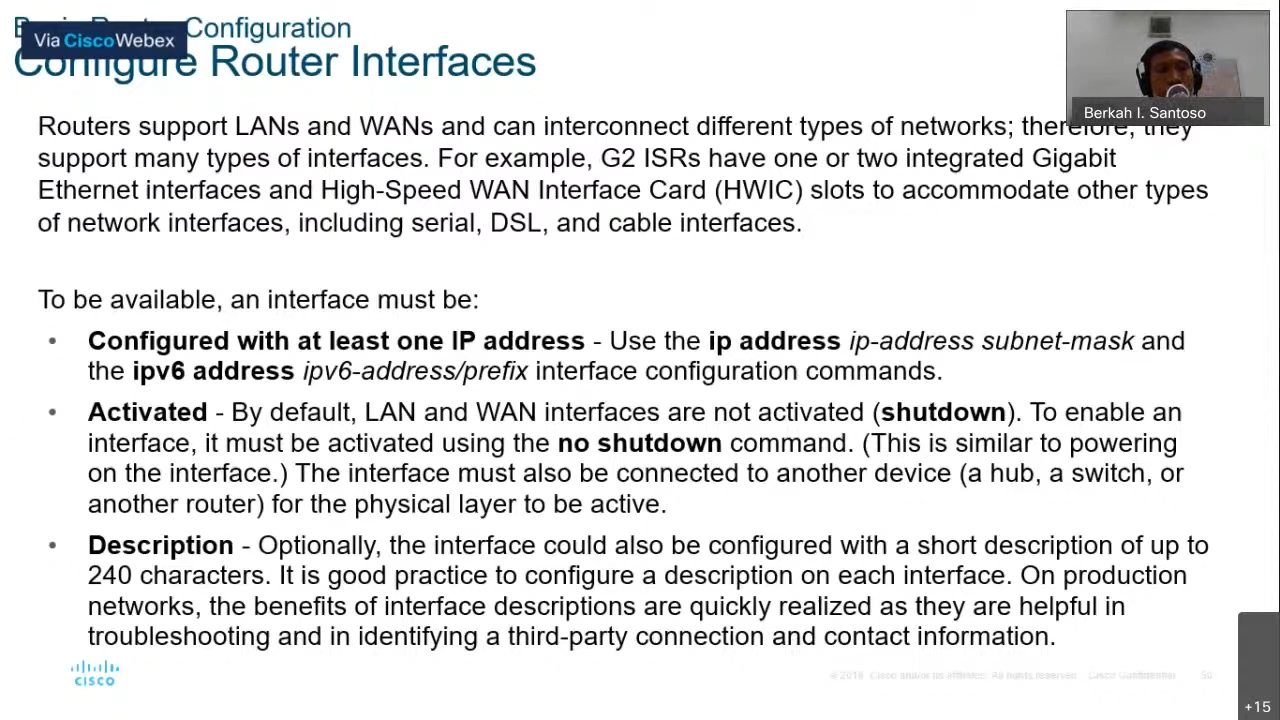 Configuration
Via Cisco Webex
Configure Router Interfaces
Berkah I. Santoso
Routers support LANs and WANs and can interconnect different types of networks; therefore, they
support many types of interfaces. For example, G2 ISRs have one or two integrated Gigabit
Ethernet interfaces and High-Speed WAN Interface Card (HWIC) slots to accommodate other types
of network interfaces, including serial, DSL, and cable interfaces.
To be available, an interface must be:
• Configured with at least one IP address - Use the ip address ip-address subnet-mask and
the ipv6 address ipv6-address/prefix interface configuration commands.
• Activated - By default, LAN and WAN interfaces are not activated (shutdown). To enable an
interface, it must be activated using the no shutdown command. (This is similar to powering
on the interface.) The interface must also be connected to another device (a hub, a switch, or
another router) for the physical layer to be active.
• Description - Optionally, the interface could also be configured with a short description of up to
240 characters. It is good practice to configure a description on each interface. On production
networks, the benefits of interface descriptions are quickly realized as they are helpful in
troubleshooting and in identifying a third-party connection and contact information.
CISCO
Cisco and/or its affiliates. All rights reserved. Cisco Confidential
+15